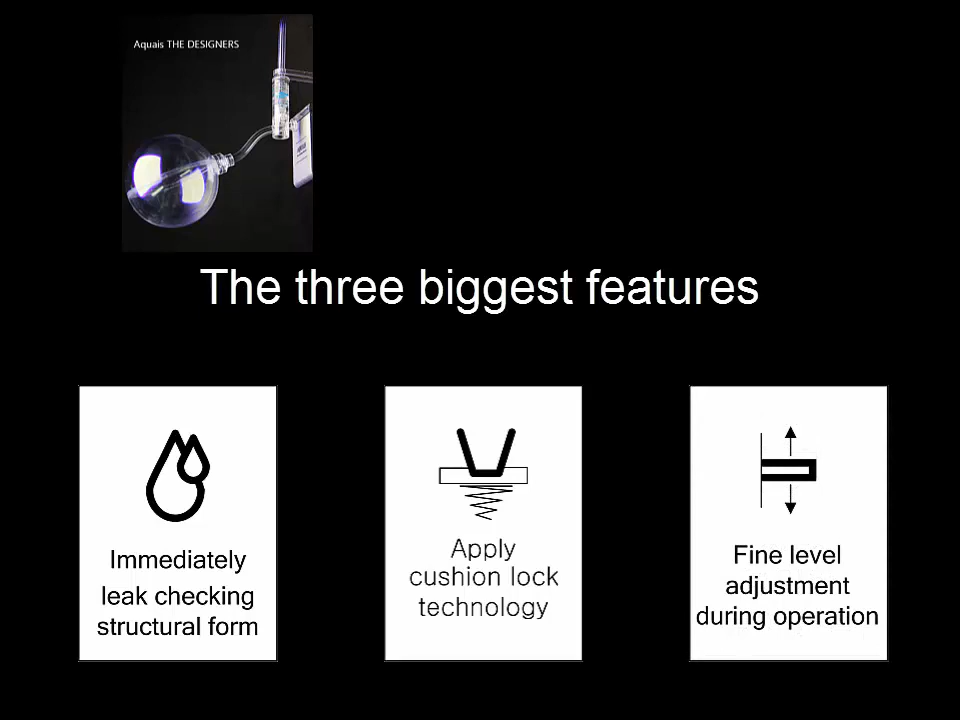 Aquais THE DESIGNERS
The three biggest features
Immediately
leak checking
structural form
Apply
cushion lock
technology
Fine level
adjustment
during operation